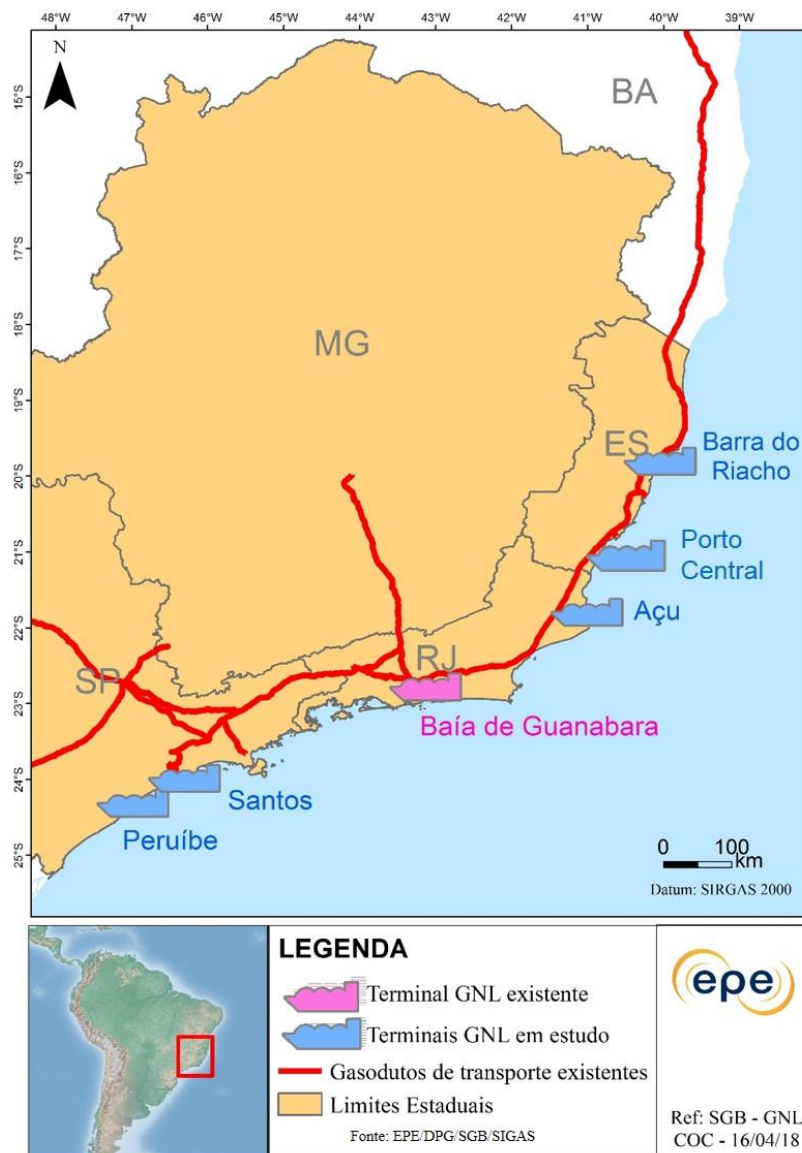 48°W 47°W 46°W 45°W 44°W 43°W 42°W 41°W 40°W 39°W
N
15°S
16°S
17°S
18°S
19°S
20°S
21°S
22°S
23°S
24°S
25°S
BA
MG
ES
Barra do
Riacho
Porto
Central
Açu
RJ
SP
Baía de Guanabara
Santos
Peruíbe
0 100
km
Datum: SIRGAS 2000
LEGENDA
Terminal GNL existente
Terminais GNL em estudo
Gasodutos de transporte existentes
Limites Estaduais
Fonte: EPE/DPG/SGB/SIGAS
epe
Ref: SGB - GNL
COC - 16/04/18